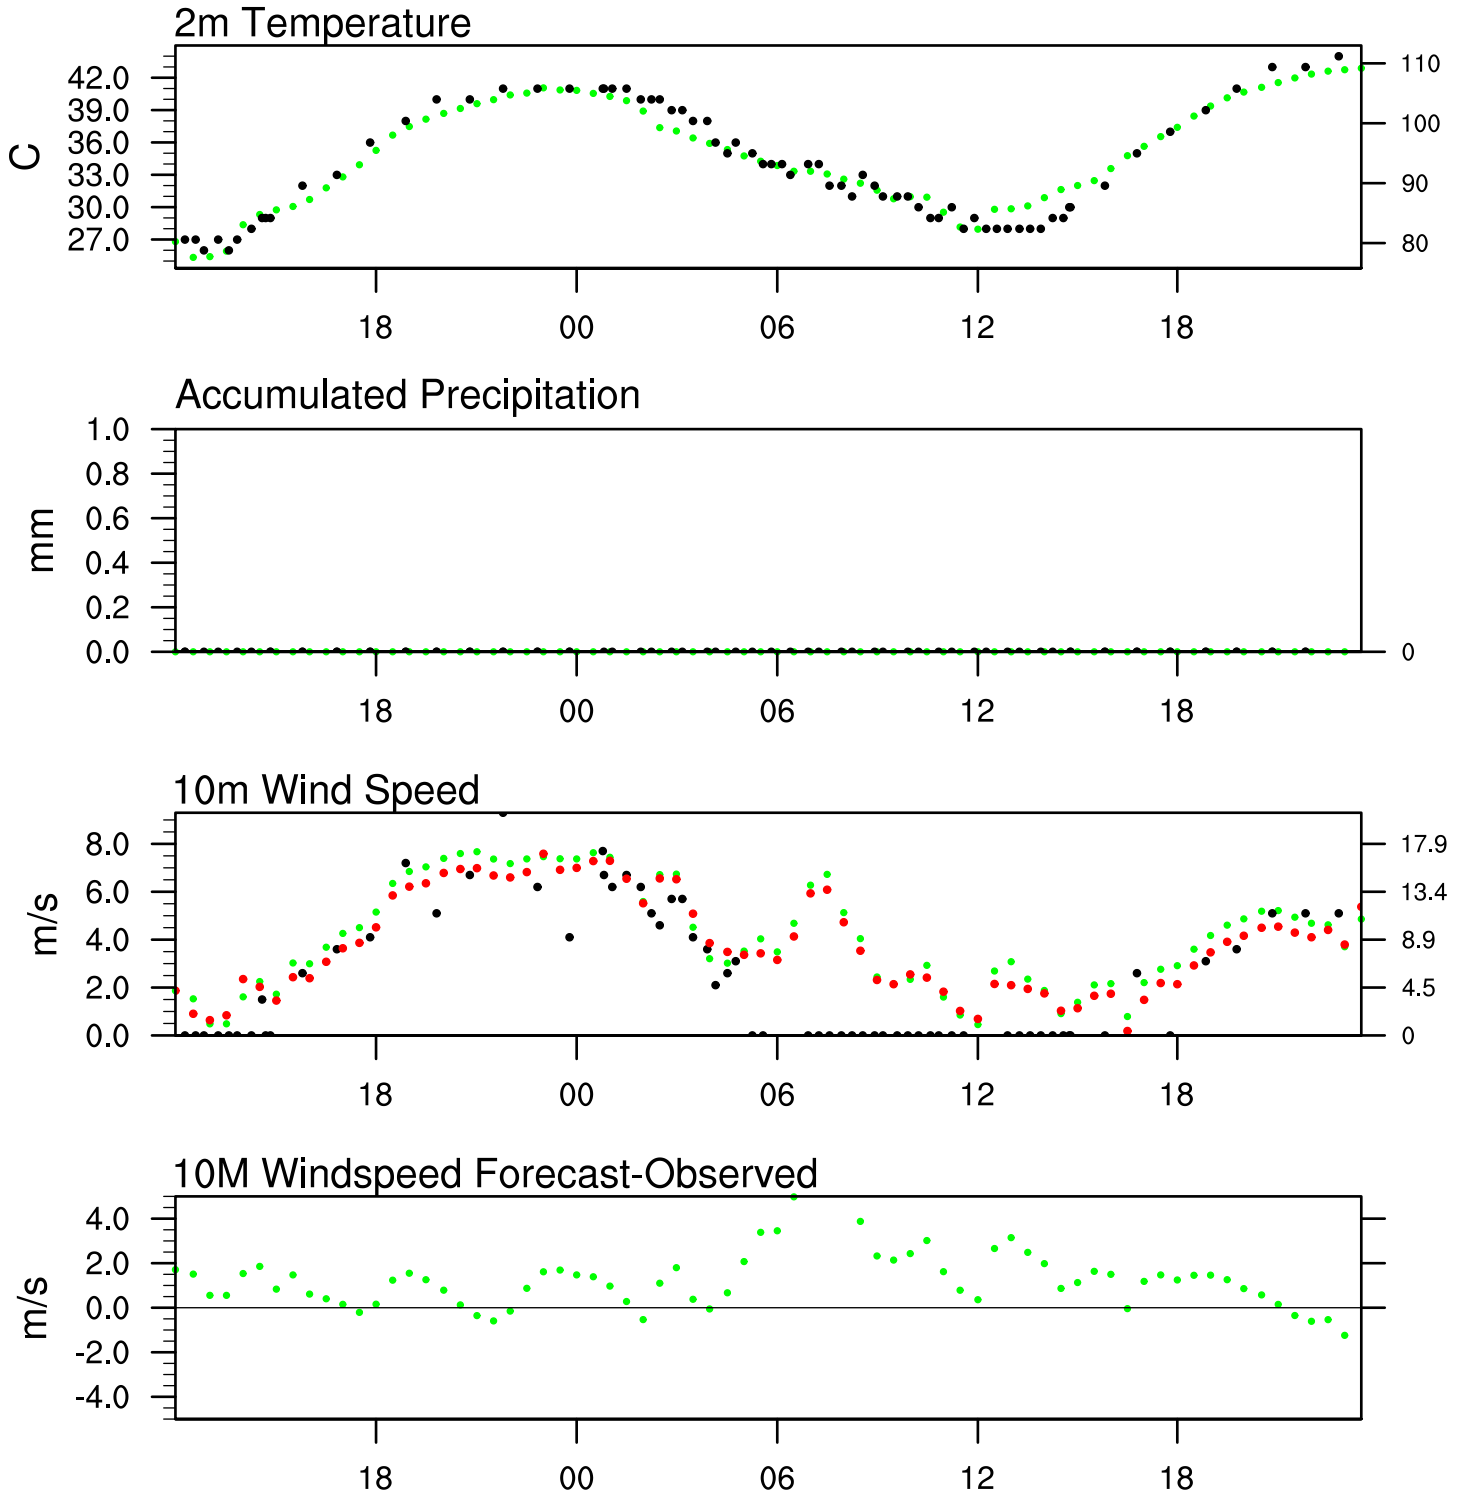 2m Temperature
C
42.0 110
39.0 100
36.0
33.0 90
30.0
27.0 80
18 00 06 12 18
Accumulated Precipitation
mm
1.0
0.8
0.6
0.4
0.2
0.0 0
18 00 06 12 18
10m Wind Speed
m/s
8.0 17.9
6.0 13.4
4.0 8.9
2.0 4.5
0.0 0
18 00 06 12 18
10M Windspeed Forecast-Observed
m/s
4.0
2.0
0.0
-2.0
-4.0
18 00 06 12 18